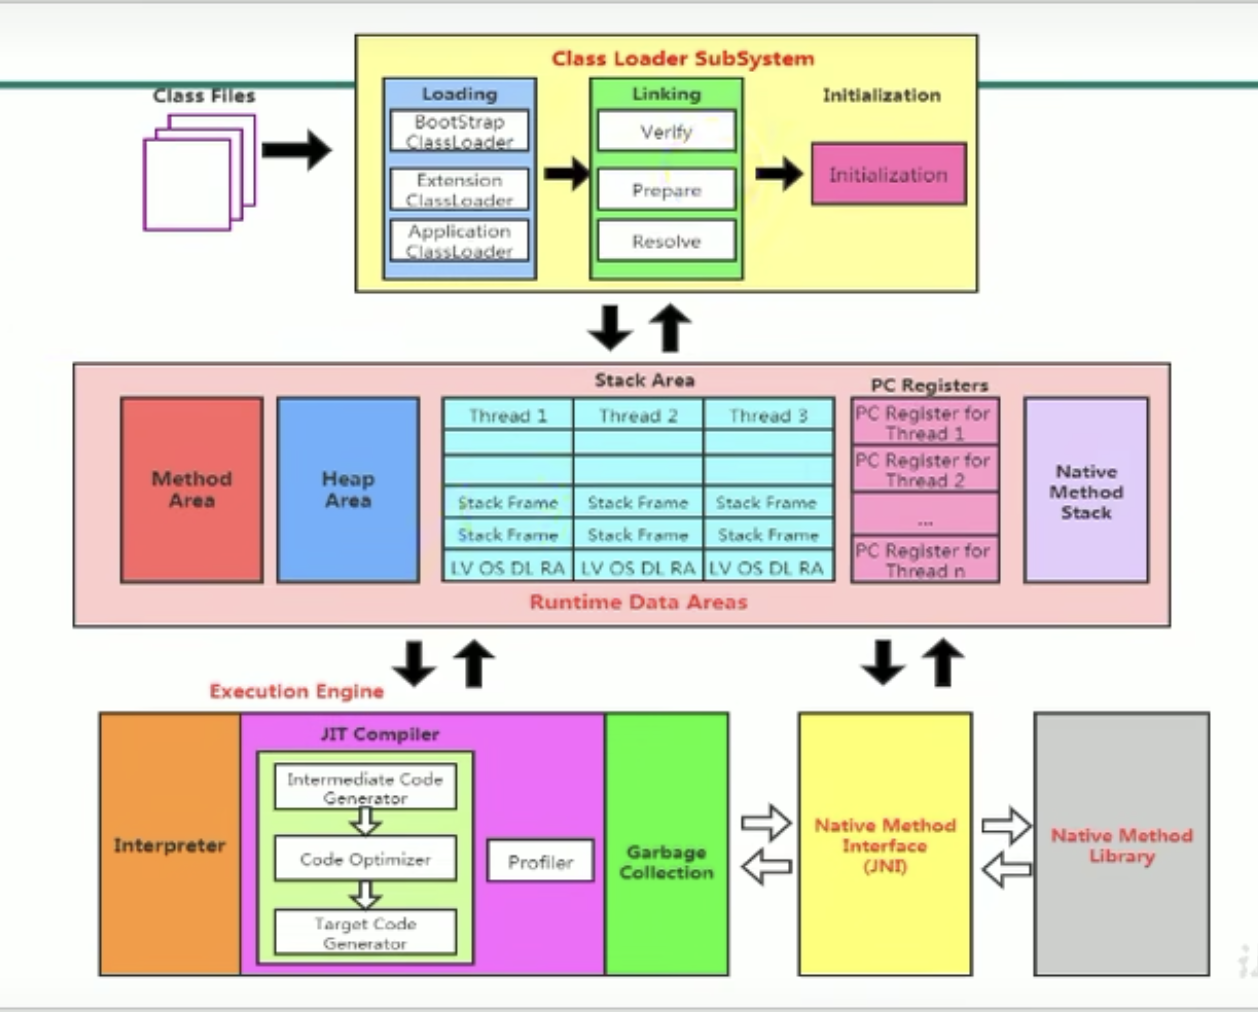 Class Loader SubSystem
Class Files
Loading
BootStrap
ClassLoader
Extension
ClassLoader
Application
ClassLoader
Linking
Verify
Prepare
Resolve
Initialization
Initialization
Stack Area
PC Registers
Method
Area
Heap
Area
Thread 1
Thread 2
Thread 3
Stack Frame
Stack Frame
Stack Frame
Stack Frame
Stack Frame
Stack Frame
LV OS DL RA
LV OS DL RA
LV OS DL RA
PC Register for
Thread 1
PC Register for
Thread 2
...
PC Register for
Thread n
Native
Method
Stack
Runtime Data Areas
Execution Engine
Interpreter
JIT Compiler
Intermediate Code
Generator
Code Optimizer
Target Code
Generator
Profiler
Garbage
Collection
Native Method
Interface
(JNI)
Native Method
Library